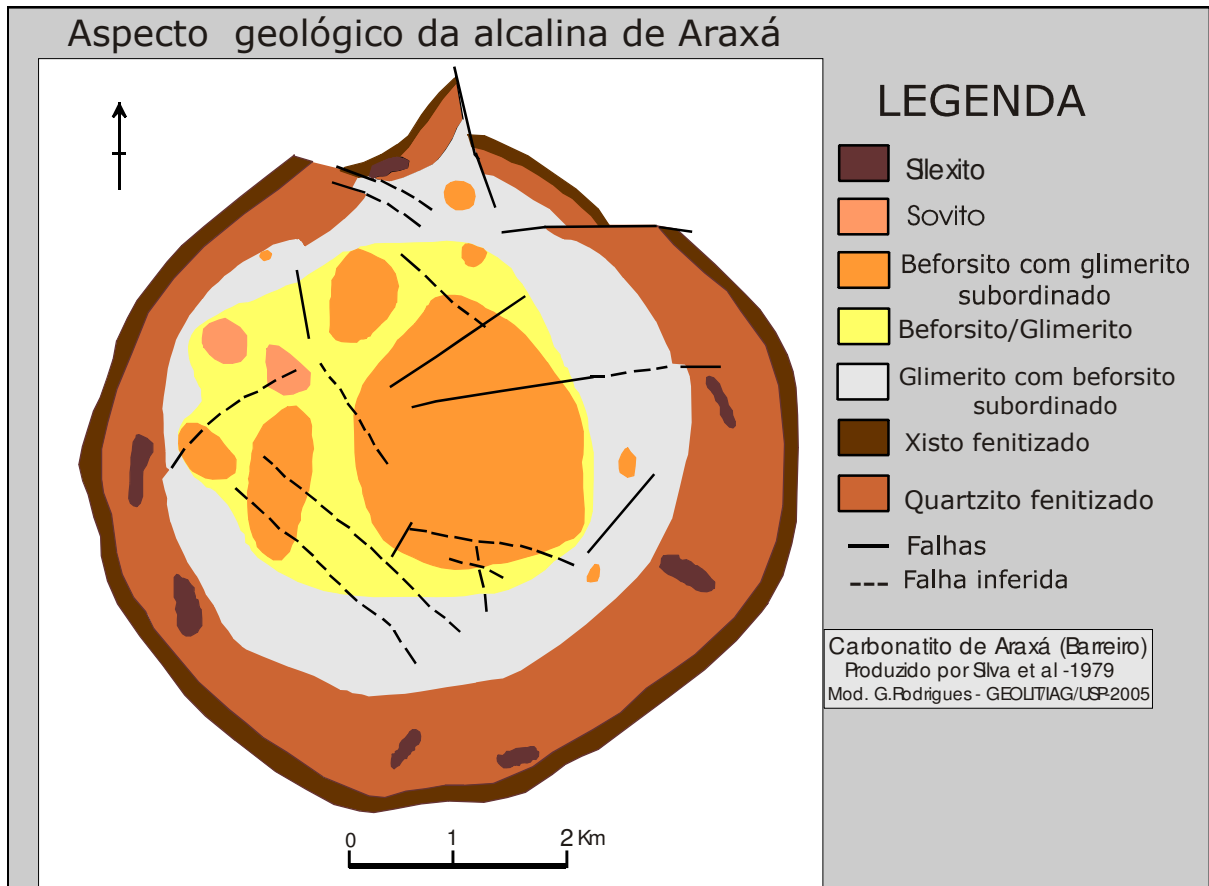 Aspecto geológico da alcalina de Araxá
LEGENDA
Silexito
Sovito
Beforsito com glimerito
subordinado
Beforsito/Glimerito
Glimerito com beforsito
subordinado
Xisto fenitizado
Quartzito fenitizado
Falhas
Falha inferida
Carbonatito de Araxá (Barreiro)
Produzido por Silva et al -1979
Mod. G.Rodrigues - GEOLIT/IAG/USP-2005
0 1 2 Km